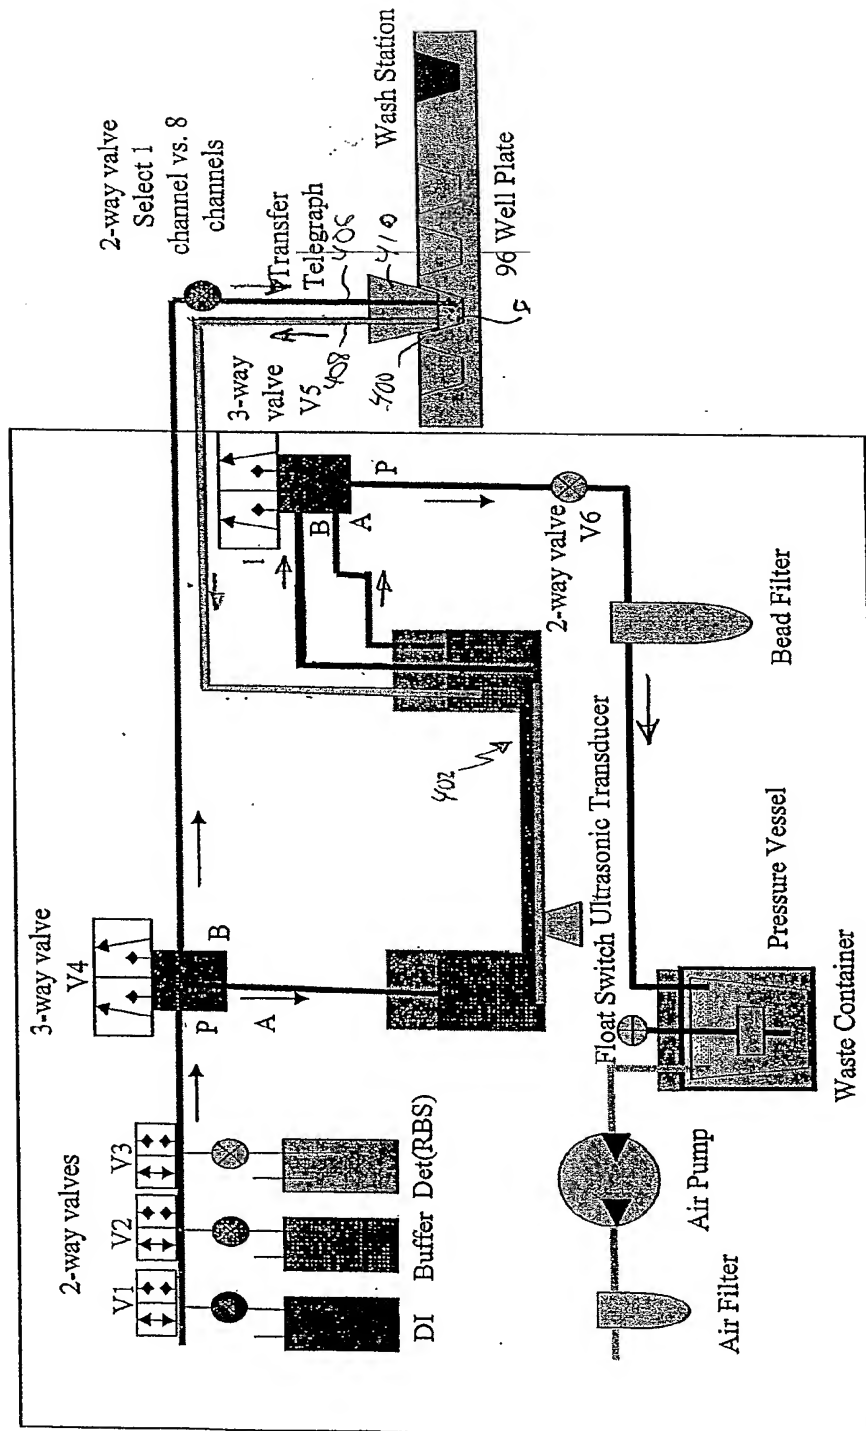 2-way valves
V1
V2
V3
DI
Buffer
Det(RBS)
3-way valve
V4
P
B
A
3-way
valve
V5
1
B
A
P
2-way valve
V6
402
2-way valve
Select 1
channel vs. 8
channels
Transfer
Telegraph
406
408
410
400
Wash Station
96 Well Plate
Bead Filter
Float Switch
Ultrasonic Transducer
Pressure Vessel
Waste Container
Air Pump
Air Filter